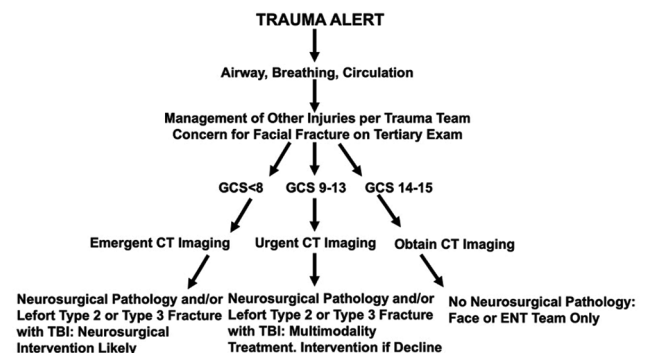 TRAUMA ALERT
Airway, Breathing, Circulation
Management of Other Injuries per Trauma Team
Concern for Facial Fracture on Tertiary Exam
GCS<8
GCS 9-13
GCS 14-15
Emergent CT Imaging
Urgent CT Imaging
Obtain CT Imaging
Neurosurgical Pathology and/or
Lefort Type 2 or Type 3 Fracture
with TBI: Neurosurgical
Intervention Likely
Neurosurgical Pathology and/or
Lefort Type 2 or Type 3 Fracture
with TBI: Multimodality
Treatment. Intervention if Decline
No Neurosurgical Pathology:
Face or ENT Team Only